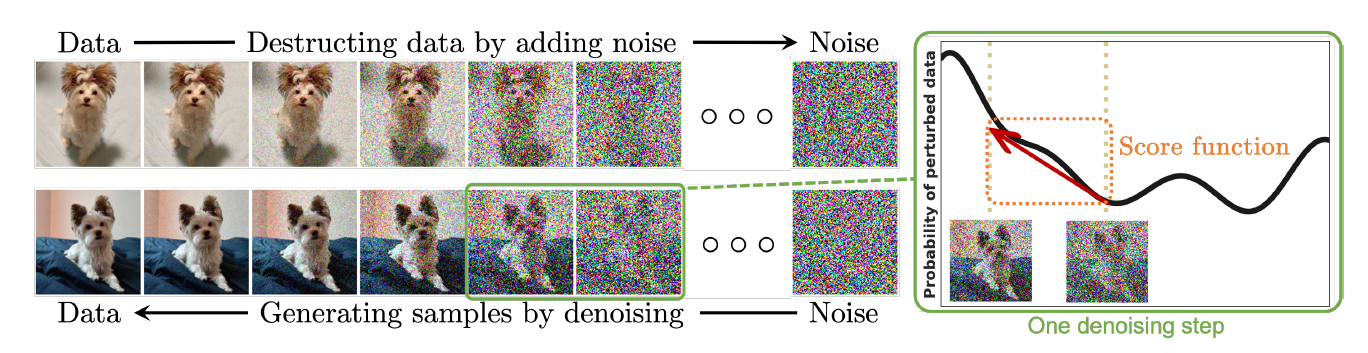 Data
Destructing data by adding noise
Noise
Probability of perturbed data
Score function
Data
Generating samples by denoising
Noise
One denoising step